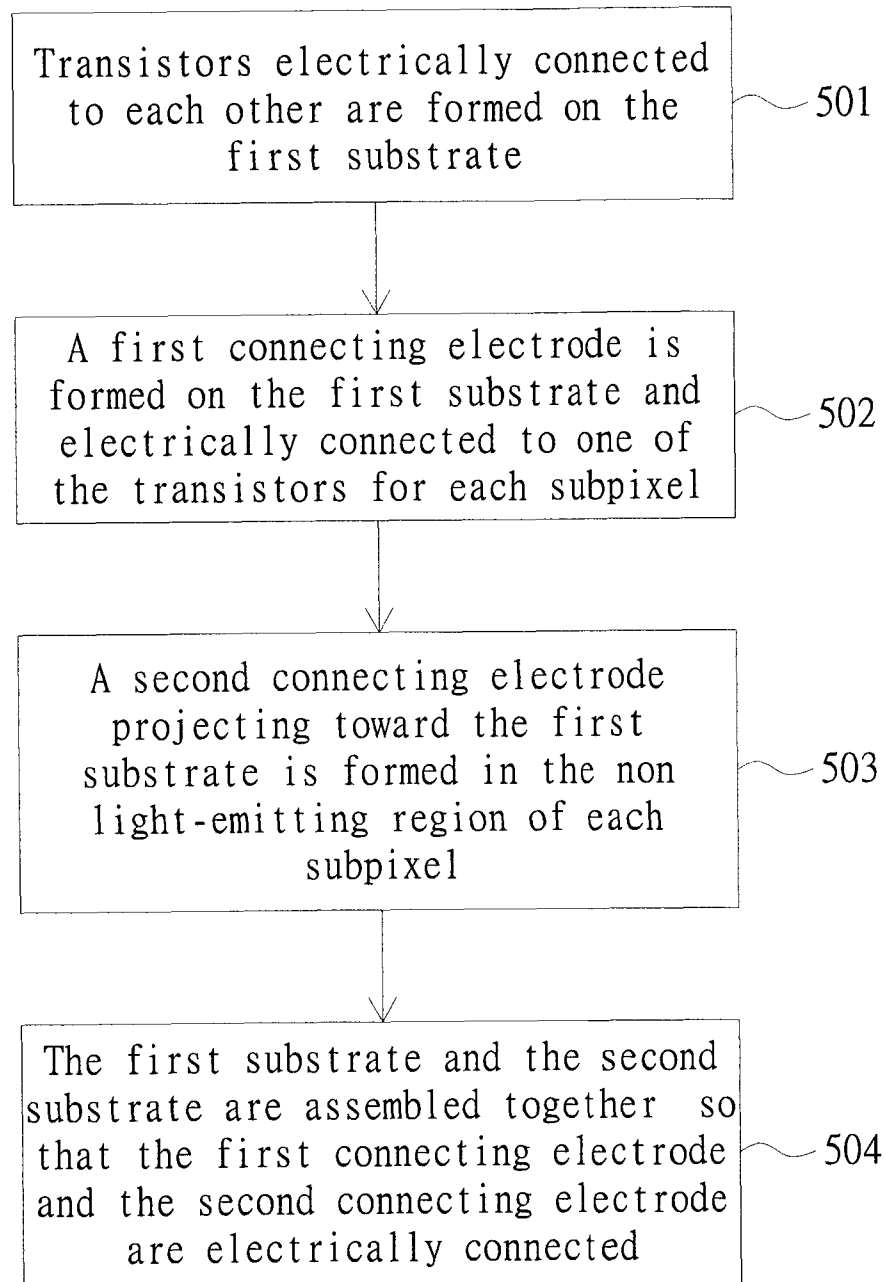 Transistors electrically connected
to each other are formed on the
first substrate
501
A first connecting electrode is
formed on the first substrate and
electrically connected to one of
the transistors for each subpixel
502
A second connecting electrode
projecting toward the first
substrate is formed in the non
light-emitting region of each
subpixel
503
The first substrate and the second
substrate are assembled together so
that the first connecting electrode
and the second connecting electrode
are electrically connected
504